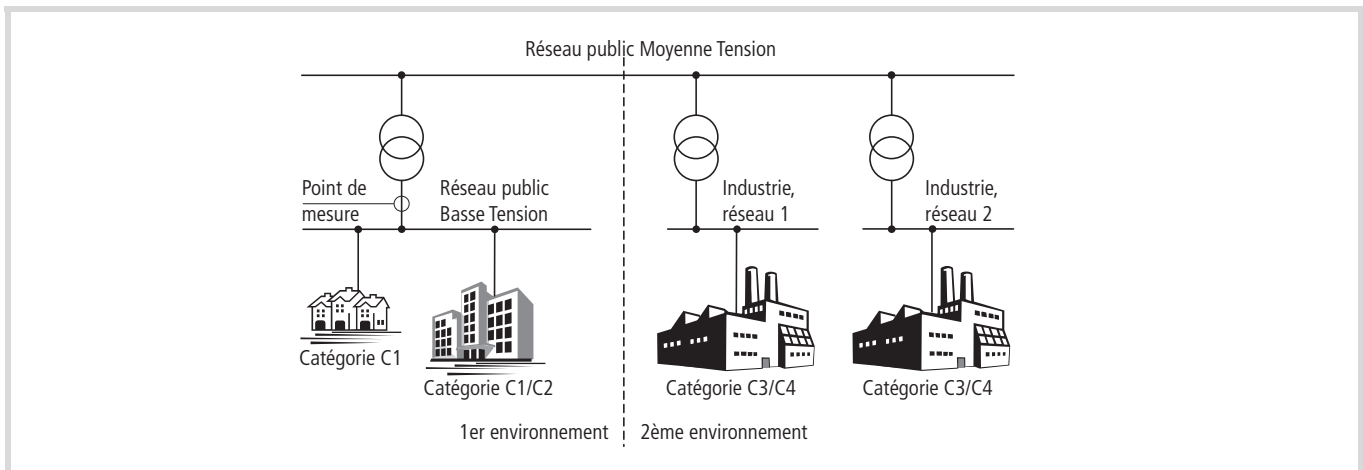 Réseau public Moyenne Tension
Point de
mesure
Réseau public
Basse Tension
Industrie,
réseau 1
Industrie,
réseau 2
Catégorie C1
Catégorie C1/C2
Catégorie C3/C4
Catégorie C3/C4
1er environnement
2ème environnement